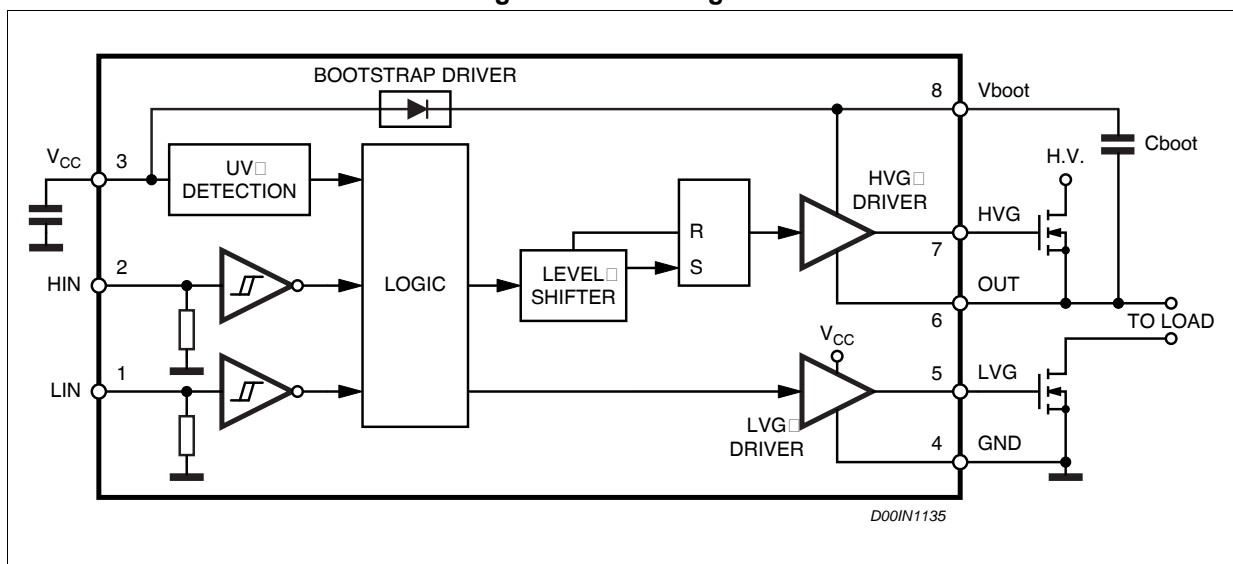 BOOTSTRAP DRIVER
8
Vboot
VCC
3
UV
DETECTION
Cboot
H.V.
HVG
DRIVER
HVG
R
7
HIN
2
LOGIC
LEVEL
SHIFTER
S
OUT
6
TO LOAD
VCC
LIN
1
5
LVG
LVG
DRIVER
4
GND
D00IN1135